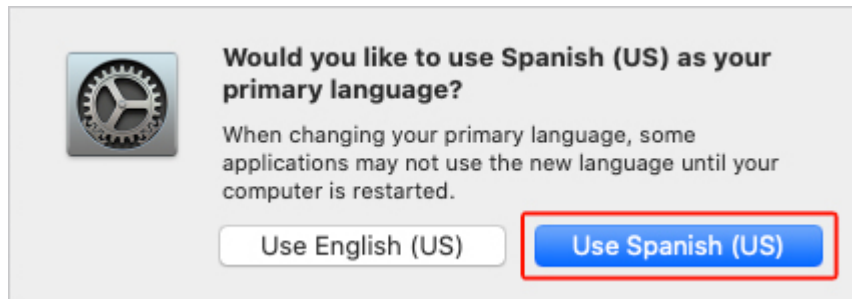 Would you like to use Spanish (US) as your
primary language?
When changing your primary language, some
applications may not use the new language until your
computer is restarted.
Use English (US)
Use Spanish (US)